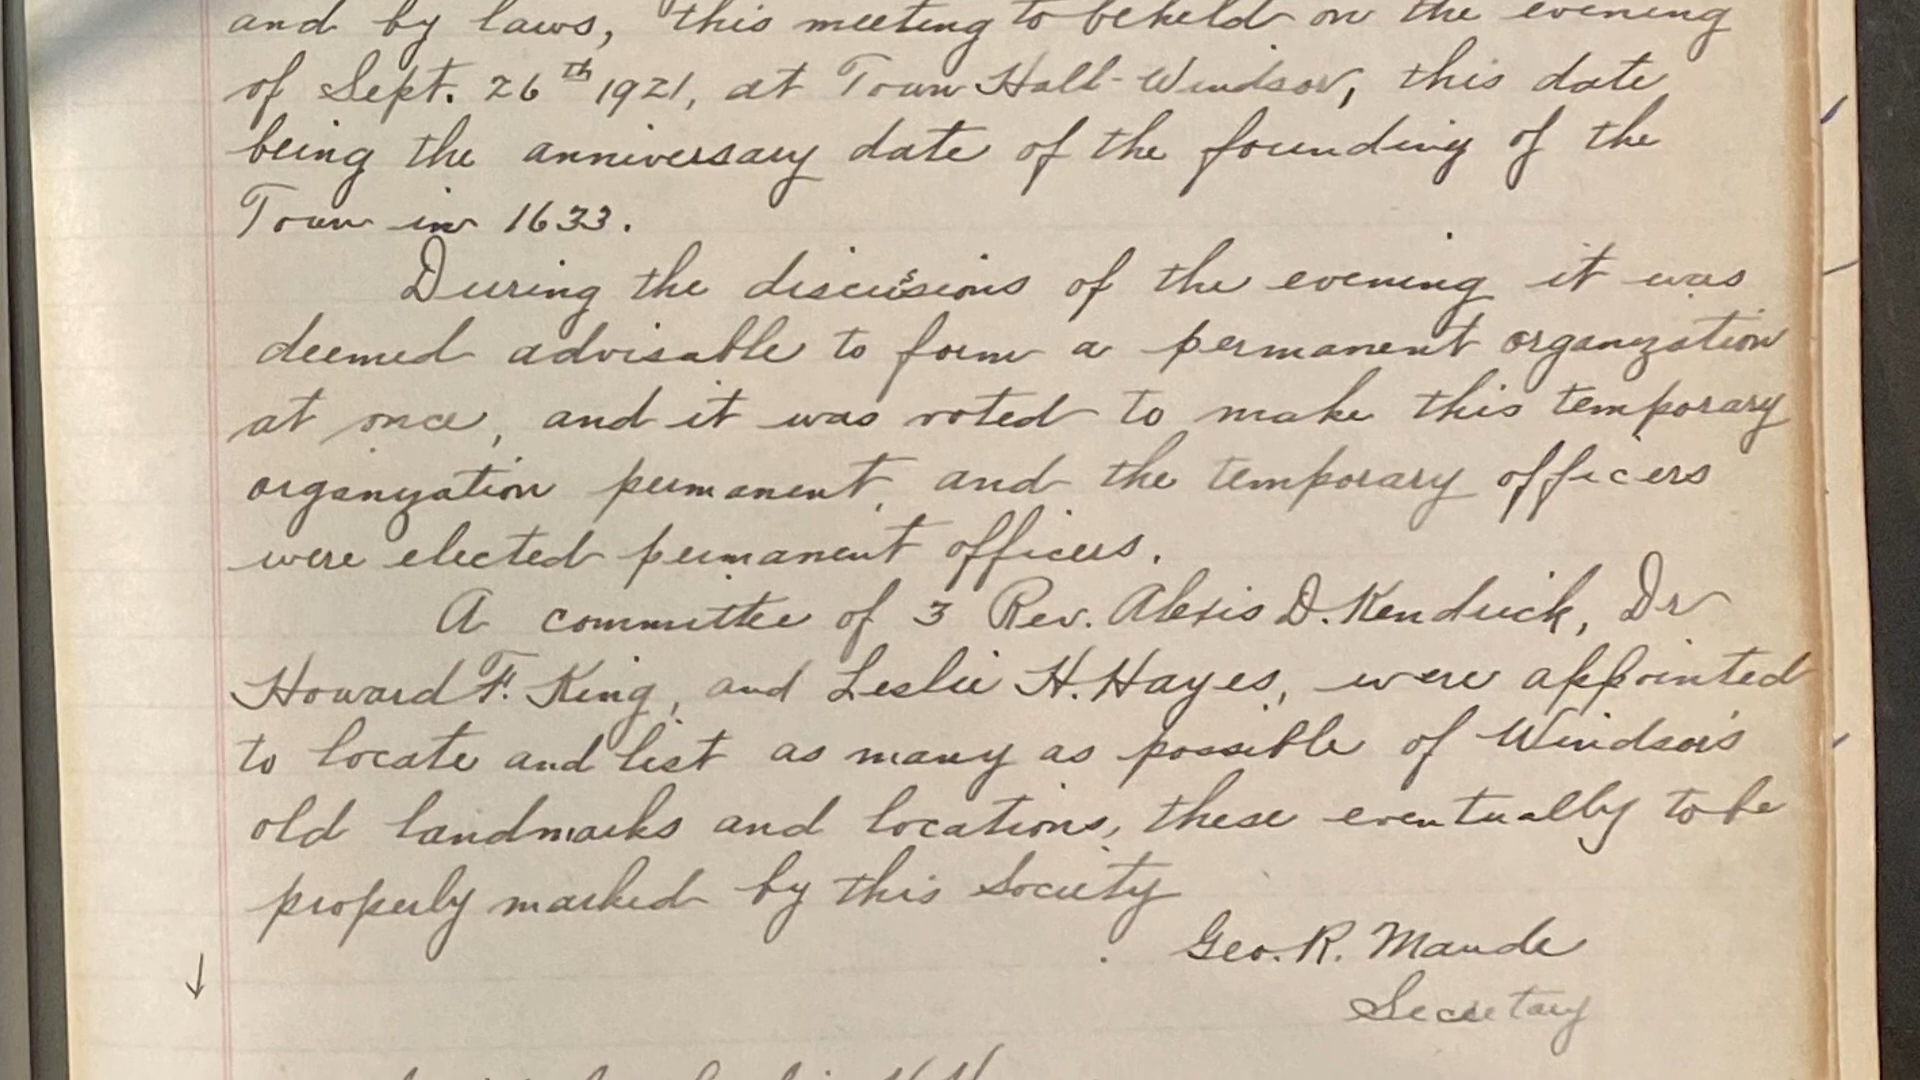 and by laws, this meeting to be held on the evening
of Sept. 26th 1921, at Town Hall-Windsor, this date
being the anniversary date of the founding of the
Town in 1633.
During the discussions of the evening it was
deemed advisable to form a permanent organization
at once, and it was voted to make this temporary
organization permanent, and the temporary officers
were elected permanent officers.
A committee of 3 Rev. Alexis D. Kendrick, Dr
Howard F. King, and Leslie H. Hayes, were appointed
to locate and list as many as possible of Windsor's
old landmarks and locations, these eventually to be
properly marked by this Society
Geo. R. Maude
Secretary